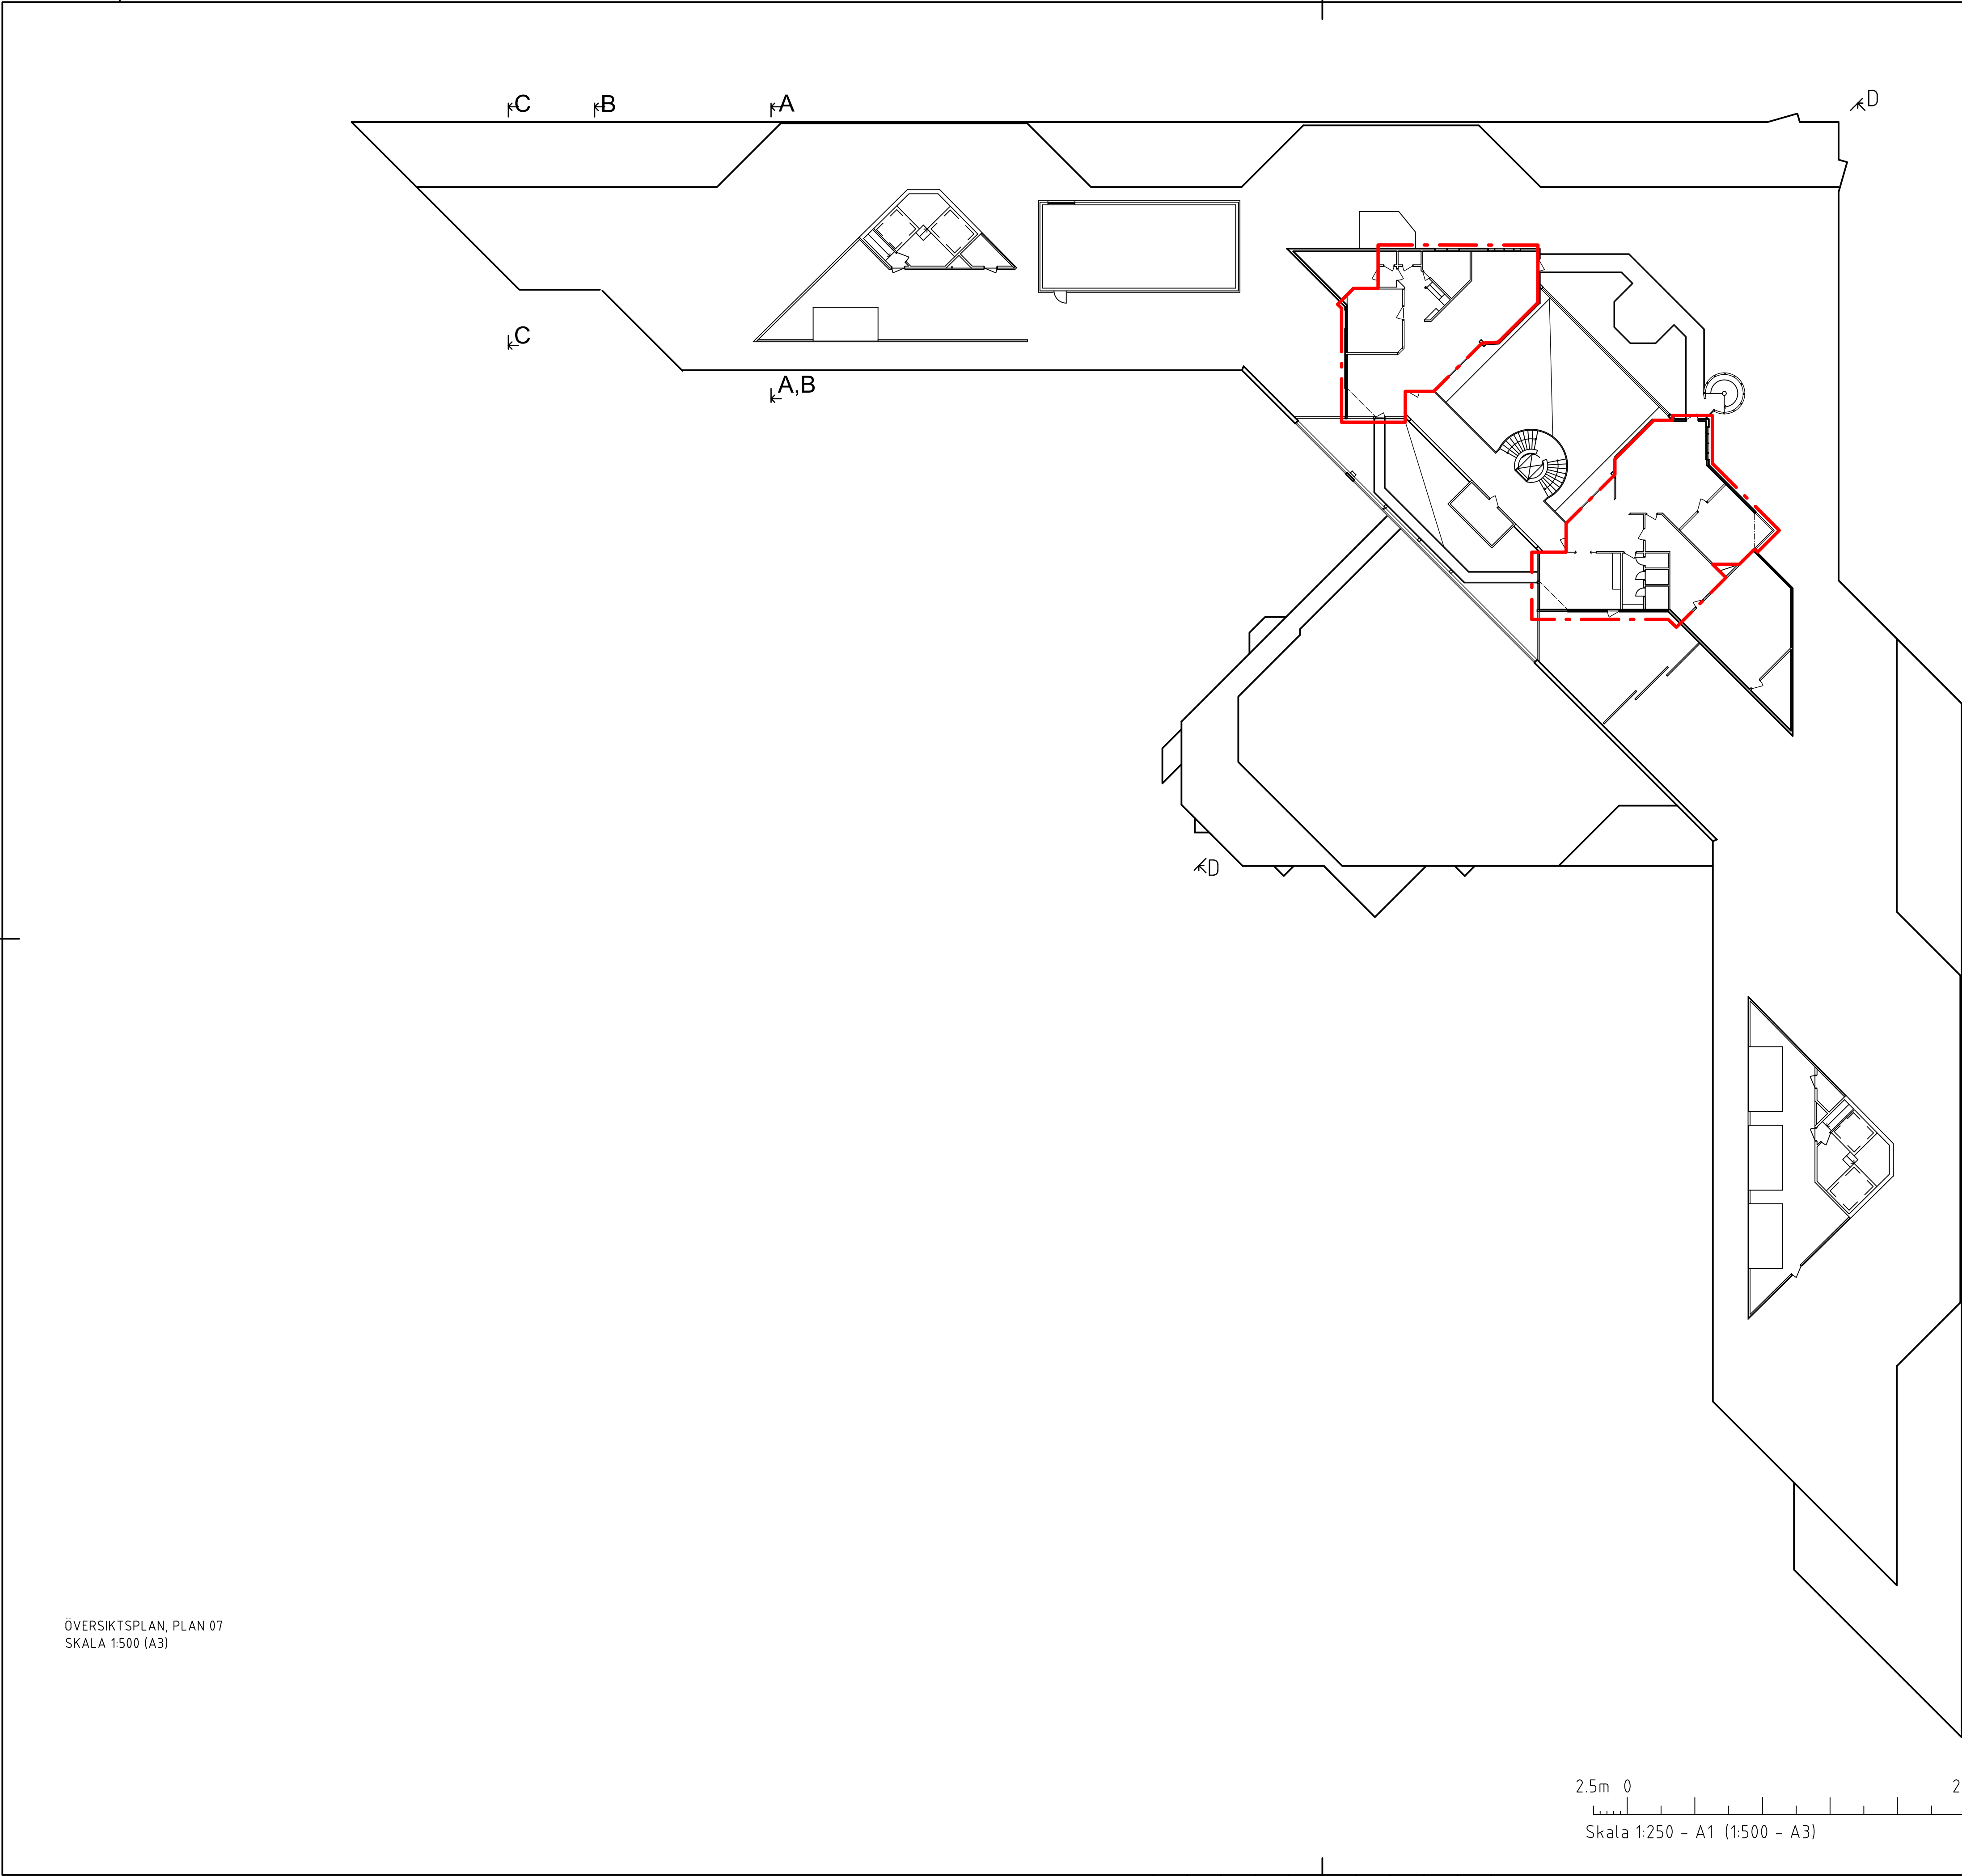 C
B
A
D
C
A,B
D
ÖVERSIKTSPLAN, PLAN 07
SKALA 1:500 (A3)
2.5m 0 2
Skala 1:250 - A1 (1:500 - A3)